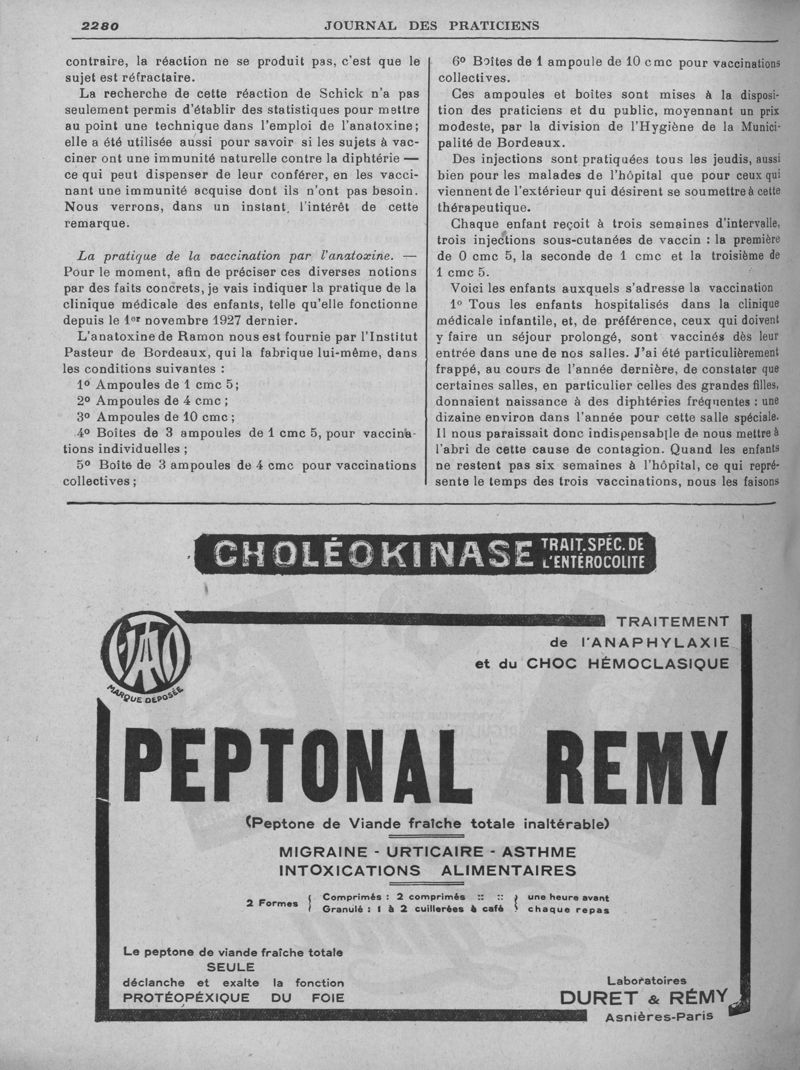 2280
JOURNAL DES PRATICIENS
contraire, la réaction ne se produit pas, c'est que le
sujet est réfractaire.
La recherche de cette réaction de Schick n'a pas
seulement permis d'établir des statistiques pour mettre
au point une technique dans l'emploi de l'anatoxine;
elle a été utilisée aussi pour savoir si les sujets à vac-
ciner ont une immunité naturelle contre la diphtérie —
ce qui peut dispenser de leur conférer, en les vacci-
nant une immunité acquise dont ils n'ont pas besoin.
Nous verrons, dans un instant, l'intérêt de cette
remarque.
La pratique de la vaccination par l'anatoxine. —
Pour le moment, afin de préciser ces diverses notions
par des faits concrets, je vais indiquer la pratique de la
clinique médicale des enfants, telle qu'elle fonctionne
depuis le 1er novembre 1927 dernier.
L'anatoxine de Ramon nous est fournie par l'Institut
Pasteur de Bordeaux, qui la fabrique lui-même, dans
les conditions suivantes :
1º Ampoules de 1 cmc 5;
2º Ampoules de 4 cmc ;
3º Ampoules de 10 cmc ;
4º Boîtes de 3 ampoules de 1 cmc 5, pour vaccina-
tions individuelles ;
5º Boîte de 3 ampoules de 4 cmc pour vaccinations
collectives ;
6º Boîtes de 1 ampoule de 10 cmc pour vaccinations
collectives.
Ces ampoules et boîtes sont mises à la disposi-
tion des praticiens et du public, moyennant un prix
modeste, par la division de l'Hygiène de la Munici-
palité de Bordeaux.
Des injections sont pratiquées tous les jeudis, aussi
bien pour les malades de l'hôpital que pour ceux qui
viennent de l'extérieur qui désirent se soumettre à cette
thérapeutique.
Chaque enfant reçoit à trois semaines d'intervalle,
trois injections sous-cutanées de vaccin : la première
de 0 cmc 5, la seconde de 1 cmc et la troisième de
1 cmc 5.
Voici les enfants auxquels s'adresse la vaccination
1º Tous les enfants hospitalisés dans la clinique
médicale infantile, et, de préférence, ceux qui doivent
y faire un séjour prolongé, sont vaccinés dès leur
entrée dans une de nos salles. J'ai été particulièrement
frappé, au cours de l'année dernière, de constater que
certaines salles, en particulier celles des grandes filles,
donnaient naissance à des diphtéries fréquentes : une
dizaine environ dans l'année pour cette salle spéciale.
Il nous paraissait donc indispensable de nous mettre à
l'abri de cette cause de contagion. Quand les enfants
ne restent pas six semaines à l'hôpital, ce qui repré-
sente le temps des trois vaccinations, nous les faisons
CHOLÉOKINASE TRAIT. SPÉC. DE
L'ENTÉROCOLITE
MARQUE DÉPOSÉE
TRAITEMENT
de l'ANAPHYLAXIE
et du CHOC HÉMOCLASIQUE
PEPTONAL REMY
(Peptone de Viande fraîche totale inaltérable)
MIGRAINE - URTICAIRE - ASTHME
INTOXICATIONS ALIMENTAIRES
2 Formes { Comprimés : 2 comprimés :: :: } une heure avant
Granulé : 1 à 2 cuillerées à café chaque repas
Le peptone de viande fraîche totale
SEULE
déclanche et exalte la fonction
PROTÉOPÉXIQUE DU FOIE
Laboratoires
DURET & RÉMY
Asnières-Paris